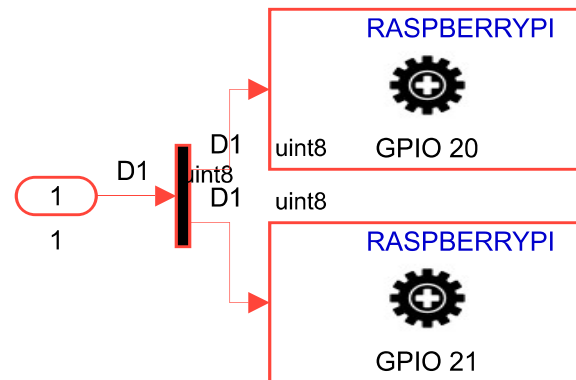 RASPBERRYPI
D1
uint8
GPIO 20
D1
uint8
1
D1
uint8
1
RASPBERRYPI
GPIO 21